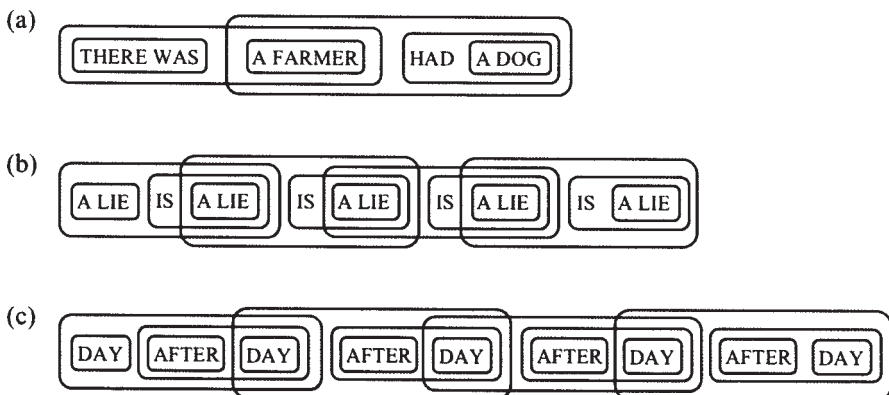 (a) THERE WAS A FARMER HAD A DOG
(b) A LIE IS A LIE IS A LIE IS A LIE IS A LIE
(c) DAY AFTER DAY AFTER DAY AFTER DAY AFTER DAY